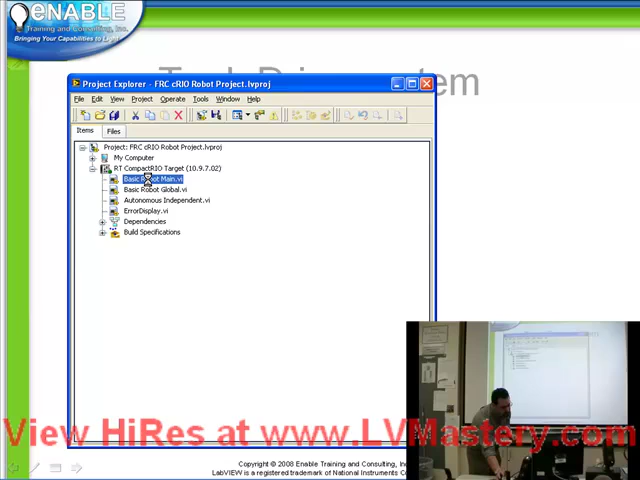 ENABLE
Training and Consulting, Inc.
Bringing Your Capabilities to Light
Project Explorer - FRC cRIO Robot Project.lvproj
File Edit View Project Operate Tools Window Help
Items Files
Project: FRC cRIO Robot Project.lvproj
My Computer
RT CompactRIO Target (10.9.7.02)
Basic Robot Main.vi
Basic Robot Global.vi
Autonomous Independent.vi
ErrorDisplay.vi
Dependencies
Build Specifications
View HiRes at www.LVMastery.com
Copyright © 2008 Enable Training and Consulting, Inc.
LabVIEW is a registered trademark of National Instruments